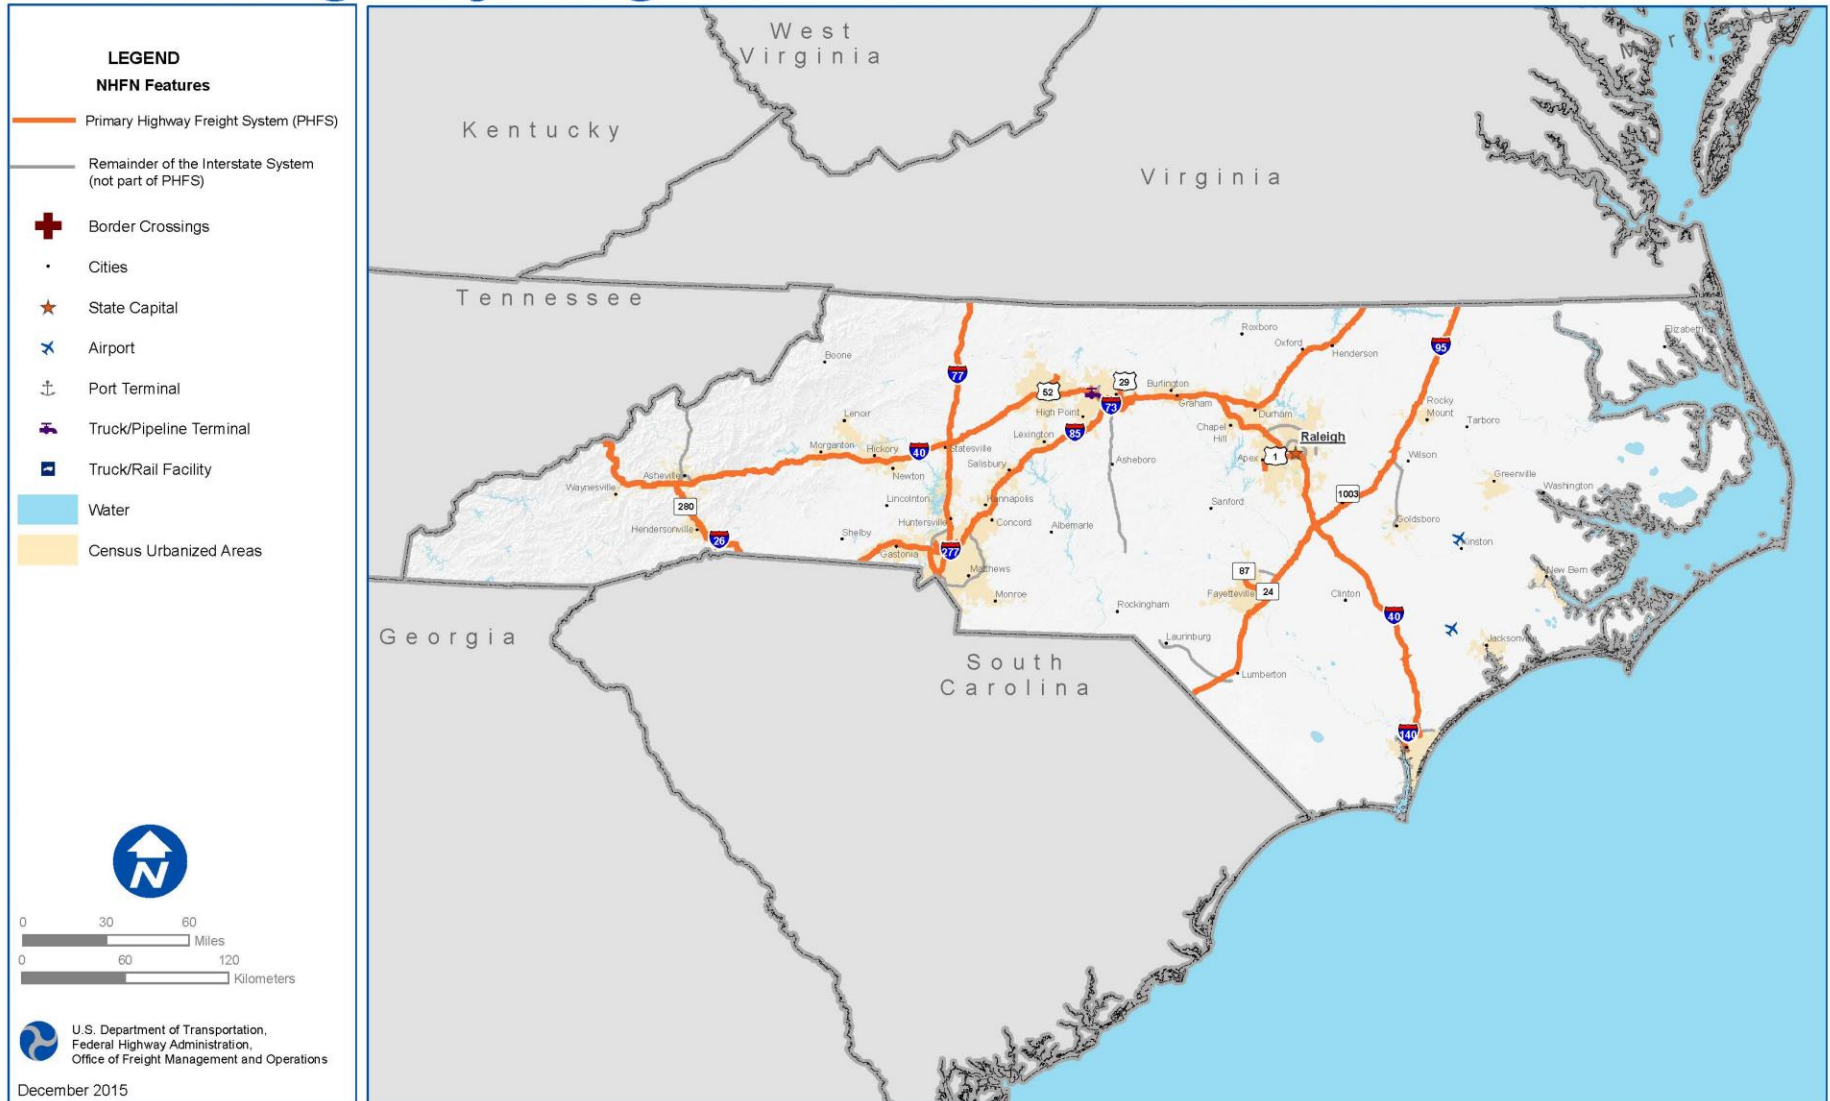 LEGEND
NHFN Features
Primary Highway Freight System (PHFS)
Remainder of the Interstate System
(not part of PHFS)
Border Crossings
Cities
State Capital
Airport
Port Terminal
Truck/Pipeline Terminal
Truck/Rail Facility
Water
Census Urbanized Areas
N
0 30 60
Miles
0 60 120
Kilometers
U.S. Department of Transportation,
Federal Highway Administration,
Office of Freight Management and Operations
December 2015
West
Virginia
Kentucky
Virginia
Tennessee
Georgia
South
Carolina
Boone
Roxboro
Oxford
Henderson
Elizabeth
95
77
52
29
73
Burlington
Graham
High Point
85
Durham
Rocky
Mount
Tarboro
Lenoir
Chapel
Hill
Lexington
Raleigh
Morganton
Hickory
40
Statesville
Apex
1
Wilson
Asheville
Newton
Salisbury
Asheboro
Greenville
Waynesville
Washington
280
Lincolnton
Kannapolis
Sanford
1003
Hendersonville
26
Shelby
Huntersville
Concord
Albemarle
Goldsboro
Gastonia
277
Kinston
Matthews
87
New Bern
Monroe
Fayetteville
24
Clinton
Rockingham
40
Laurinburg
Jacksonville
Lumberton
140